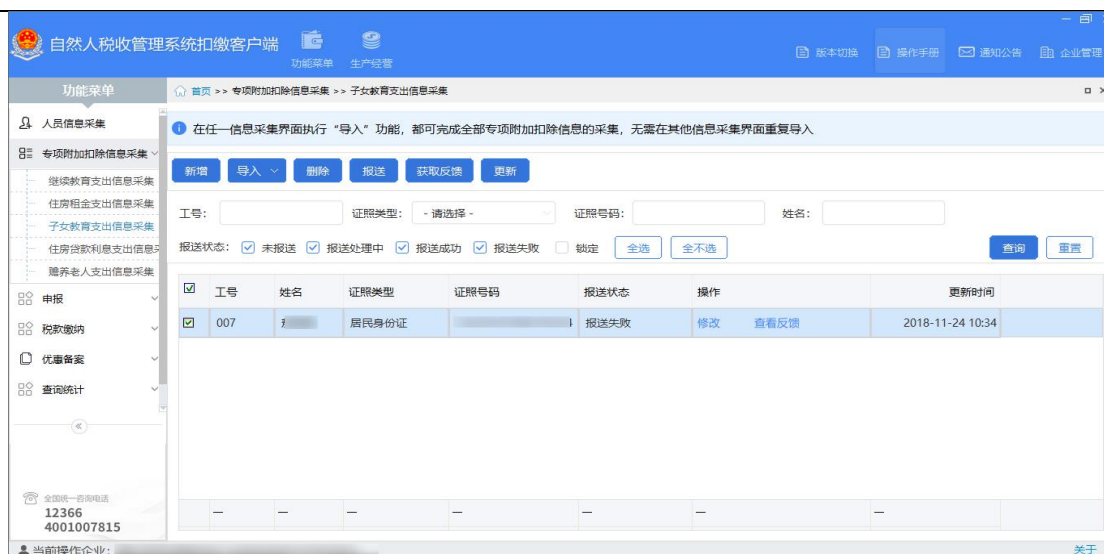 自然人税收管理系统扣缴客户端
功能菜单
生产经营
版本切换
操作手册
通知公告
企业管理
功能菜单
首页 >> 专项附加扣除信息采集 >> 子女教育支出信息采集
人员信息采集
专项附加扣除信息采集
继续教育支出信息采集
住房租金支出信息采集
子女教育支出信息采集
住房贷款利息支出信息采
赡养老人支出信息采集
申报
税款缴纳
优惠备案
查询统计
全国统一咨询电话
12366
4001007815
在任一信息采集界面执行“导入”功能，都可完成全部专项附加扣除信息的采集，无需在其他信息采集界面重复导入
新增 导入 删除 报送 获取反馈 更新
工号： 证照类型： - 请选择 - 证照号码： 姓名：
报送状态： 未报送 报送处理中 报送成功 报送失败 锁定 全选 全不选 查询 重置
工号 姓名 证照类型 证照号码 报送状态 操作 更新时间
007 居民身份证 4 报送失败 修改 查看反馈 2018-11-24 10:34
— — — — — — —
当前操作企业：
关于